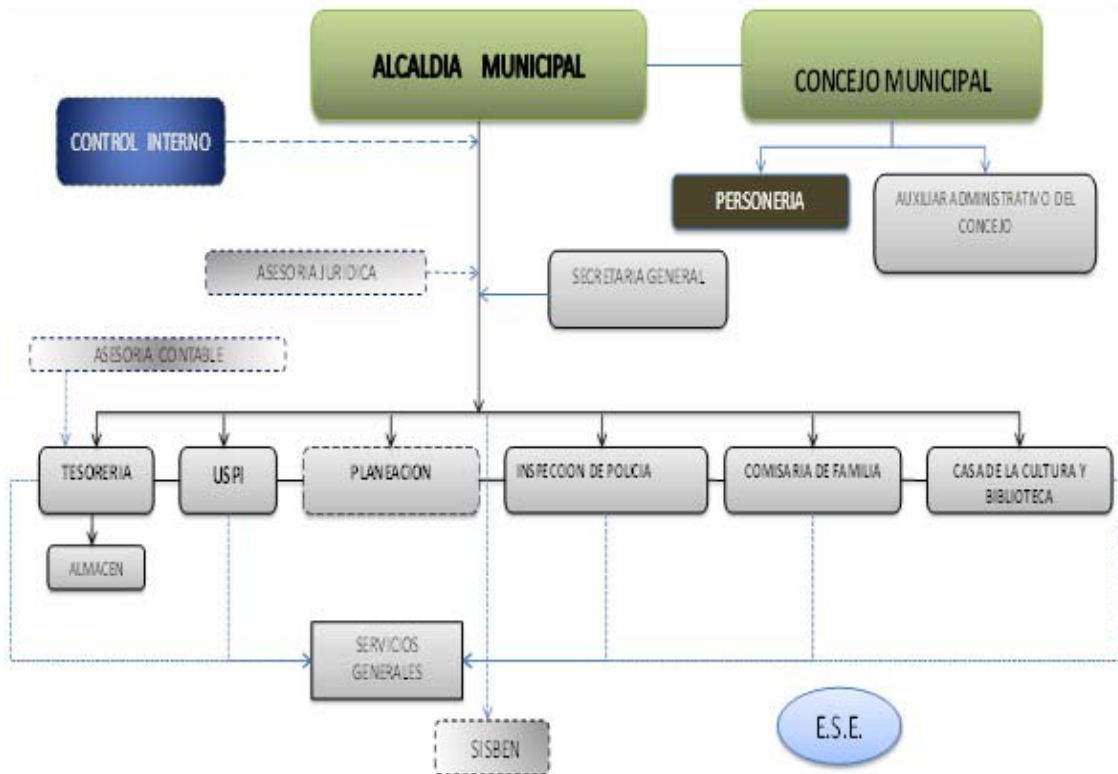 ALCALDIA MUNICIPAL
CONCEJO MUNICIPAL
CONTROL INTERNO
PERSONERIA
AUXILIAR ADMINISTRATIVO DEL
CONCEJO
ASESORIA JURIDICA
SECRETARIA GENERAL
ASESORIA CONTABLE
TESORERIA
USPI
PLANEACION
INSPECCION DE POLICIA
COMISARIA DE FAMILIA
CASA DE LA CULTURA Y
BIBLIOTECA
ALMACEN
SERVICIOS
GENERALES
SISBEN
E.S.E.